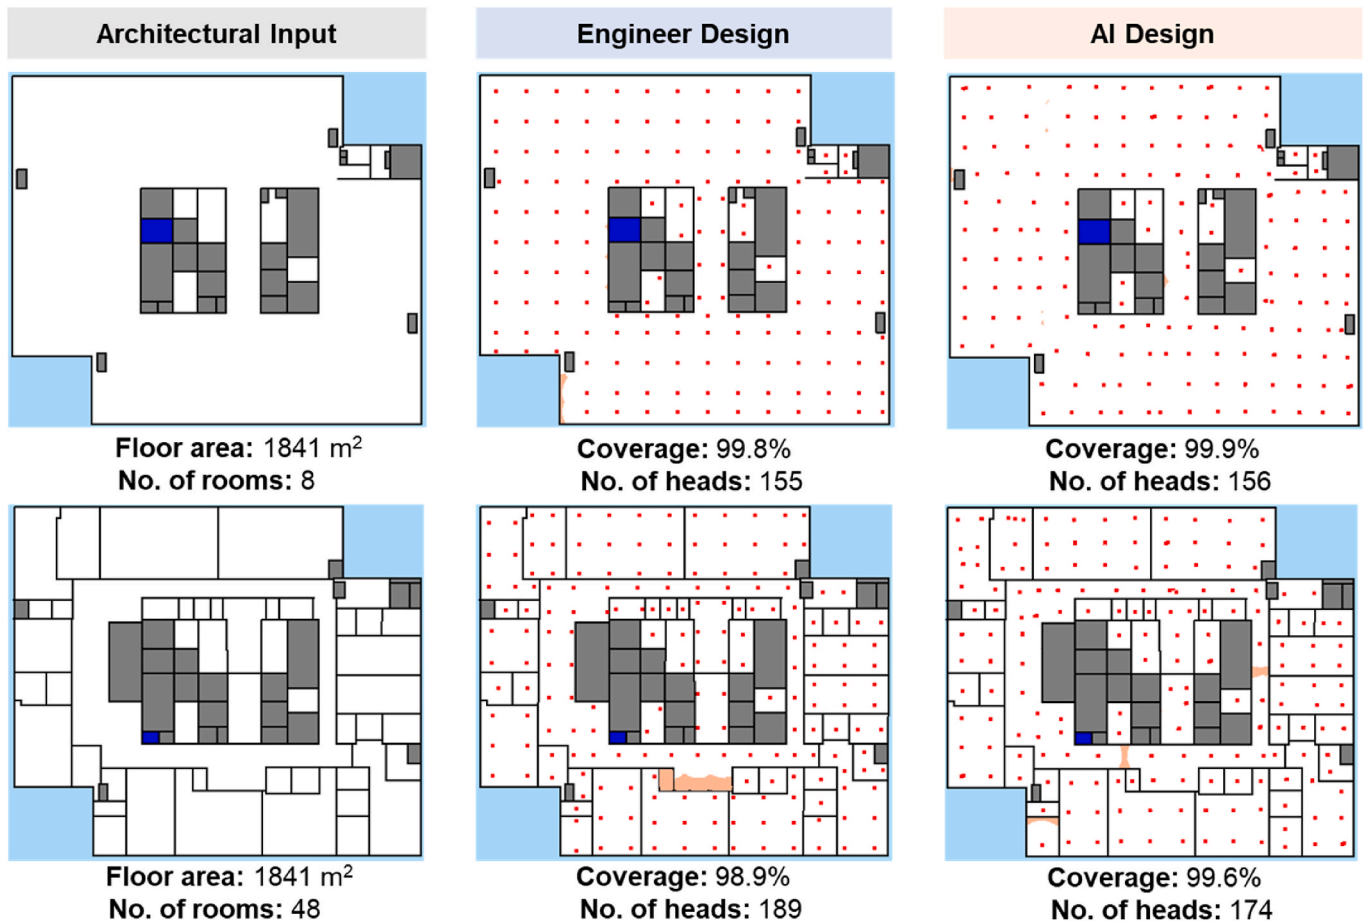 Architectural Input
Engineer Design
AI Design
Floor area: 1841 m²
No. of rooms: 8
Coverage: 99.8%
No. of heads: 155
Coverage: 99.9%
No. of heads: 156
Floor area: 1841 m²
No. of rooms: 48
Coverage: 98.9%
No. of heads: 189
Coverage: 99.6%
No. of heads: 174